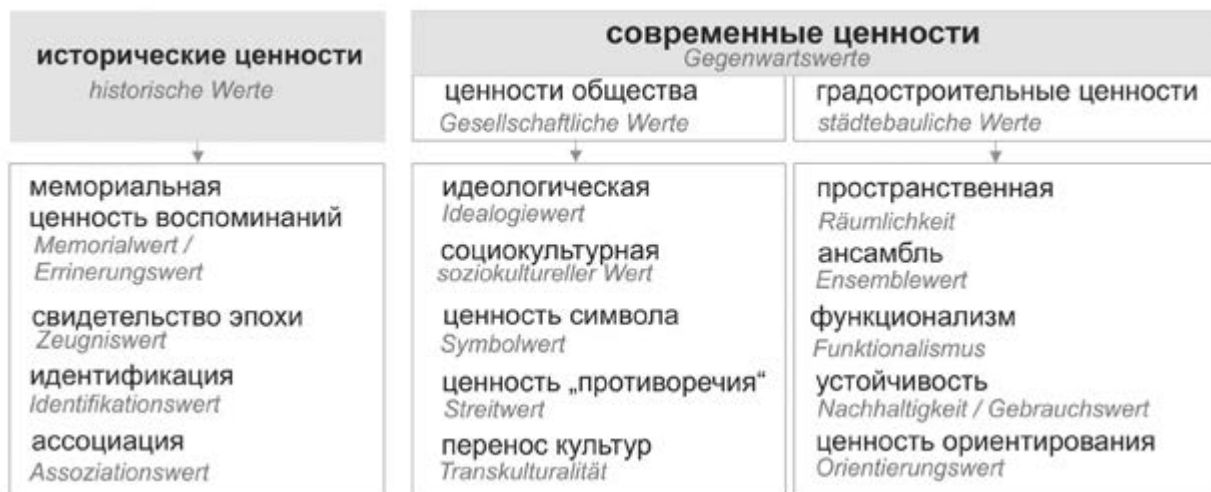 исторические ценности
historische Werte
современные ценности
Gegenwartswerte
ценности общества
Gesellschaftliche Werte
градостроительные ценности
städtebauliche Werte
мемориальная
ценность воспоминаний
Memorialwert /
Errinerungswert
свидетельство эпохи
Zeugniswert
идентификация
Identifikationswert
ассоциация
Assoziationswert
идеологическая
Idealogiewert
социокультурная
soziokultureller Wert
ценность символа
Symbolwert
ценность „противоречия“
Streitwert
перенос культур
Transkulturalität
пространственная
Räumlichkeit
ансамбль
Ensemblewert
функционализм
Funktionalismus
устойчивость
Nachhaltigkeit / Gebrauchswert
ценность ориентирования
Orientierungswert